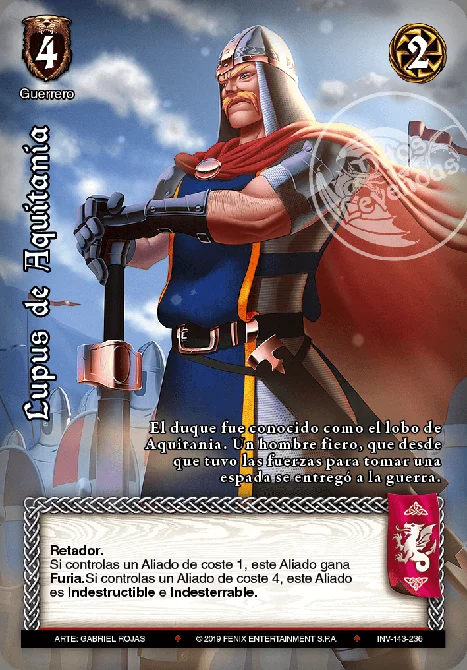 4
2
Guerrero
Lupus de Aquitania
Mitos y Leyendas
El duque fue conocido como el lobo de
Aquitania. Un hombre fiero, que desde
que tuvo las fuerzas para tomar una
espada se entregó a la guerra.
Retador.
Si controlas un Aliado de coste 1, este Aliado gana
Furia.Si controlas un Aliado de coste 4, este Aliado
es Indestructible e Indesterrable.
ARTE: GABRIEL ROJAS ♦ © 2019 FENIX ENTERTAINMENT S.P.A. ♦ INV-143-236